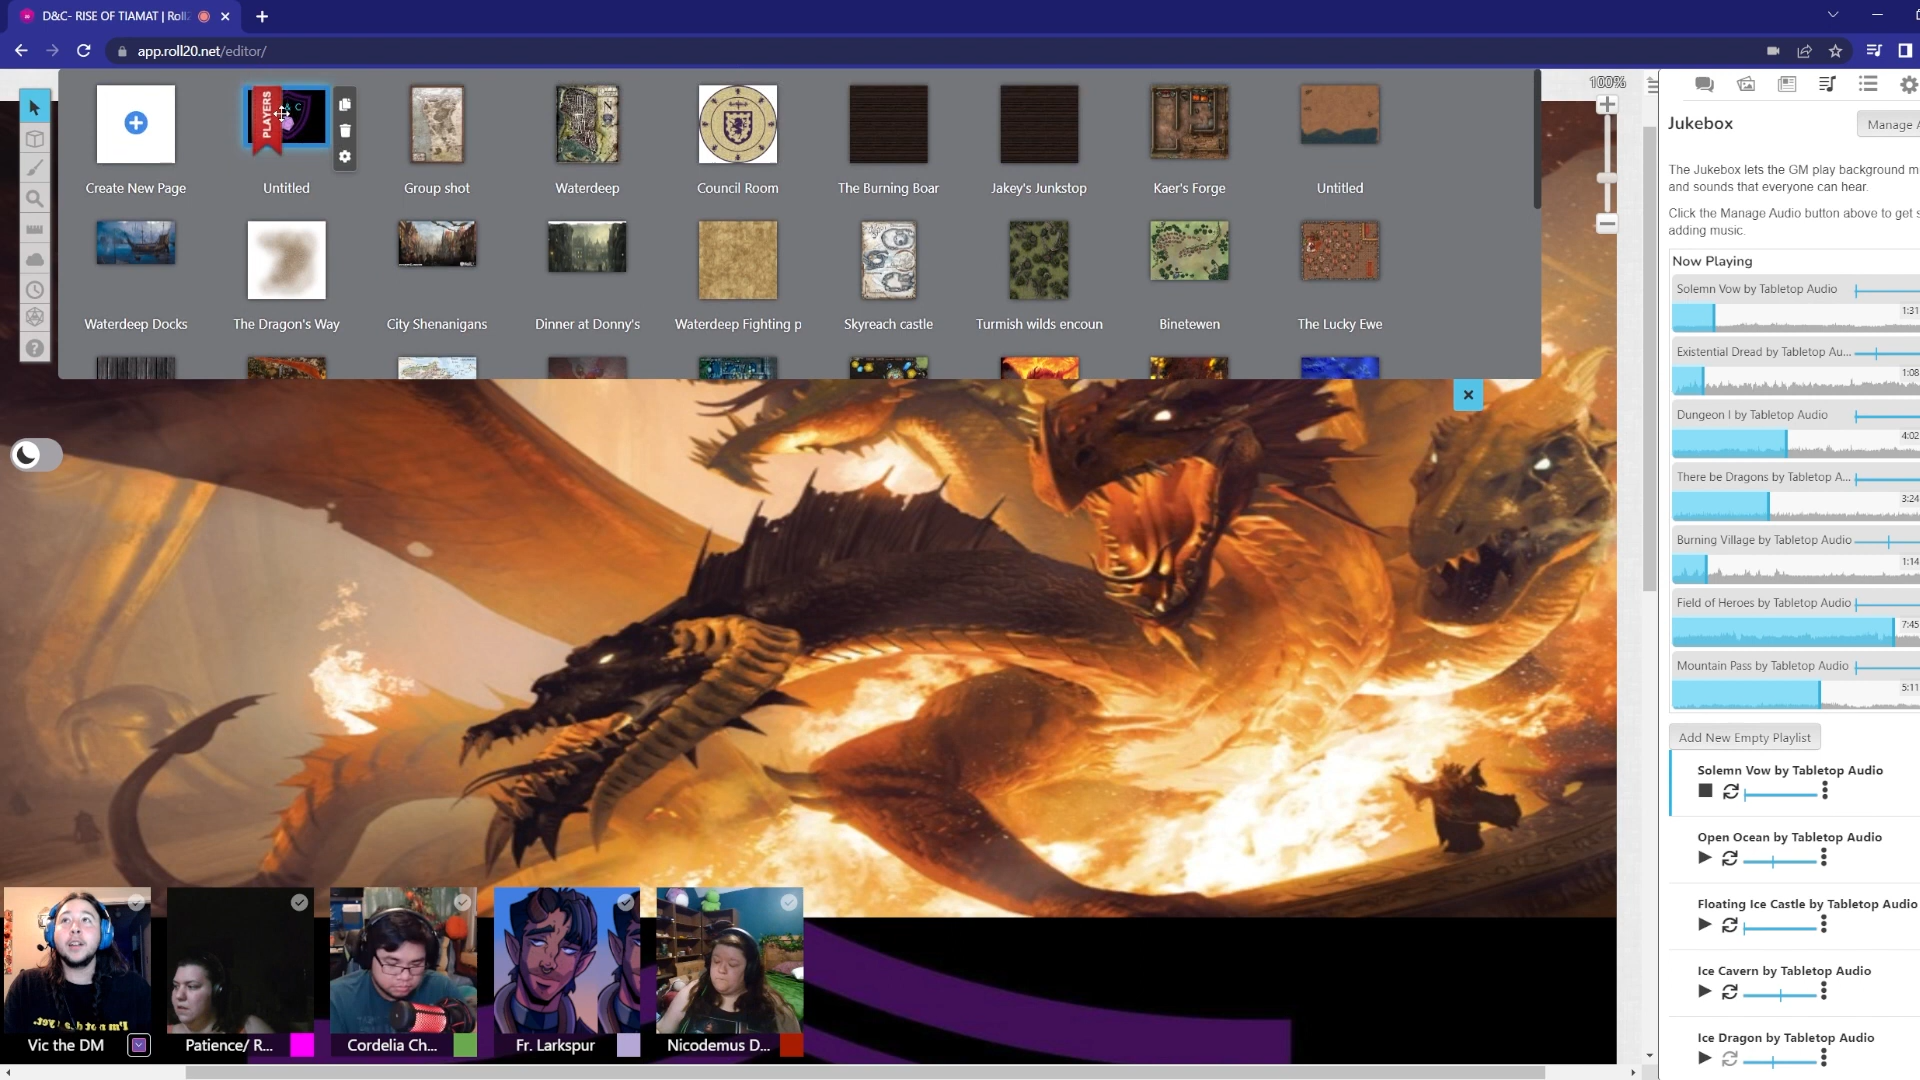 D&C- RISE OF TIAMAT | Roll2
app.roll20.net/editor/
100%
PLAYERS
& C
Create New Page
Untitled
Group shot
Waterdeep
Council Room
The Burning Boar
Jakey's Junkstop
Kaer's Forge
Untitled
Waterdeep Docks
The Dragon's Way
City Shenanigans
Dinner at Donny's
Waterdeep Fighting p
Skyreach castle
Turmish wilds encoun
Binetewen
The Lucky Ewe
Jukebox
Manage A
The Jukebox lets the GM play background m
and sounds that everyone can hear.
Click the Manage Audio button above to get s
adding music.
Now Playing
Solemn Vow by Tabletop Audio
1:31
Existential Dread by Tabletop Au...
1:08
Dungeon I by Tabletop Audio
4:02
There be Dragons by Tabletop A...
3:24
Burning Village by Tabletop Audio
1:14
Field of Heroes by Tabletop Audio
7:45
Mountain Pass by Tabletop Audio
5:11
Add New Empty Playlist
Solemn Vow by Tabletop Audio
Open Ocean by Tabletop Audio
Floating Ice Castle by Tabletop Audio
Ice Cavern by Tabletop Audio
Ice Dragon by Tabletop Audio
Vic the DM
Patience/ R...
Cordelia Ch...
Fr. Larkspur
Nicodemus D...